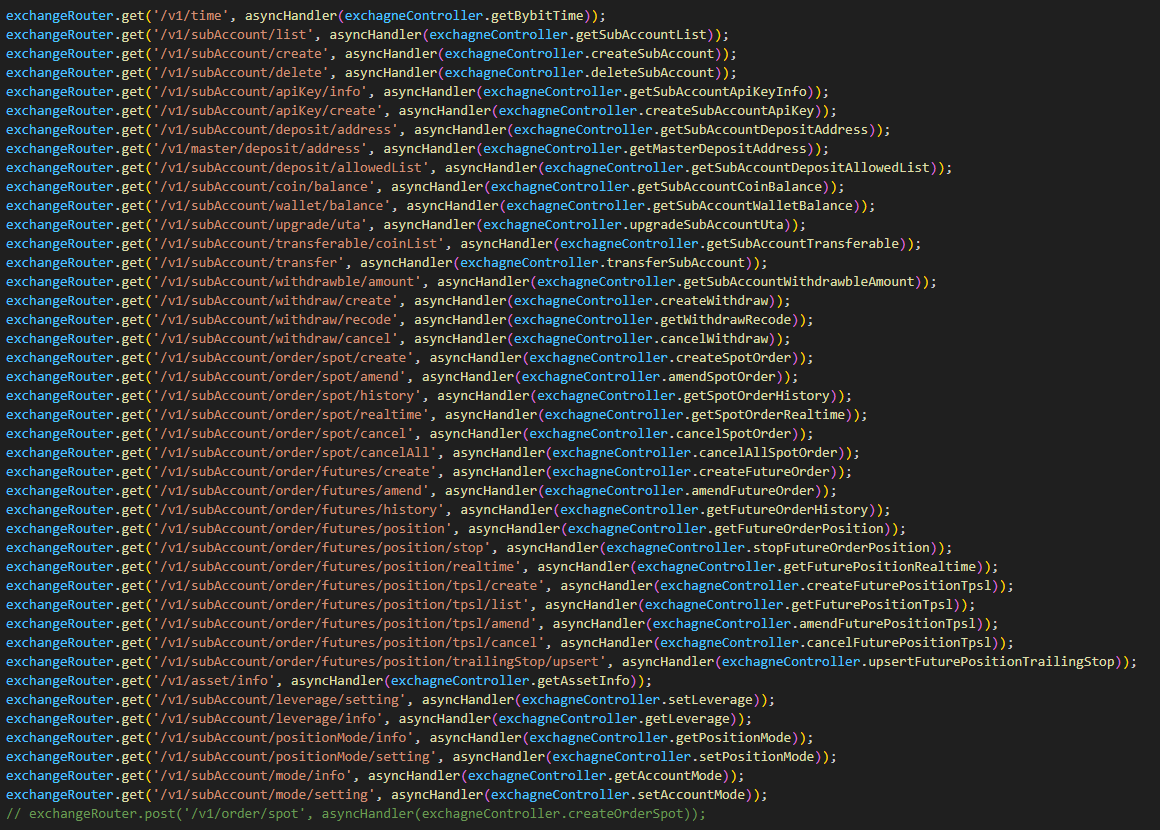 exchangeRouter.get('/v1/time', asyncHandler(exchagneController.getBybitTime));
exchangeRouter.get('/v1/subAccount/list', asyncHandler(exchagneController.getSubAccountList));
exchangeRouter.get('/v1/subAccount/create', asyncHandler(exchagneController.createSubAccount));
exchangeRouter.get('/v1/subAccount/delete', asyncHandler(exchagneController.deleteSubAccount));
exchangeRouter.get('/v1/subAccount/apiKey/info', asyncHandler(exchagneController.getSubAccountApiKeyInfo));
exchangeRouter.get('/v1/subAccount/apiKey/create', asyncHandler(exchagneController.createSubAccountApiKey));
exchangeRouter.get('/v1/subAccount/deposit/address', asyncHandler(exchagneController.getSubAccountDepositAddress));
exchangeRouter.get('/v1/master/deposit/address', asyncHandler(exchagneController.getMasterDepositAddress));
exchangeRouter.get('/v1/subAccount/deposit/allowedList', asyncHandler(exchagneController.getSubAccountDepositAllowedList));
exchangeRouter.get('/v1/subAccount/coin/balance', asyncHandler(exchagneController.getSubAccountCoinBalance));
exchangeRouter.get('/v1/subAccount/wallet/balance', asyncHandler(exchagneController.getSubAccountWalletBalance));
exchangeRouter.get('/v1/subAccount/upgrade/uta', asyncHandler(exchagneController.upgradeSubAccountUta));
exchangeRouter.get('/v1/subAccount/transferable/coinList', asyncHandler(exchagneController.getSubAccountTransferable));
exchangeRouter.get('/v1/subAccount/transfer', asyncHandler(exchagneController.transferSubAccount));
exchangeRouter.get('/v1/subAccount/withdrawble/amount', asyncHandler(exchagneController.getSubAccountWithdrawbleAmount));
exchangeRouter.get('/v1/subAccount/withdraw/create', asyncHandler(exchagneController.createWithdraw));
exchangeRouter.get('/v1/subAccount/withdraw/recode', asyncHandler(exchagneController.getWithdrawRecode));
exchangeRouter.get('/v1/subAccount/withdraw/cancel', asyncHandler(exchagneController.cancelWithdraw));
exchangeRouter.get('/v1/subAccount/order/spot/create', asyncHandler(exchagneController.createSpotOrder));
exchangeRouter.get('/v1/subAccount/order/spot/amend', asyncHandler(exchagneController.amendSpotOrder));
exchangeRouter.get('/v1/subAccount/order/spot/history', asyncHandler(exchagneController.getSpotOrderHistory));
exchangeRouter.get('/v1/subAccount/order/spot/realtime', asyncHandler(exchagneController.getSpotOrderRealtime));
exchangeRouter.get('/v1/subAccount/order/spot/cancel', asyncHandler(exchagneController.cancelSpotOrder));
exchangeRouter.get('/v1/subAccount/order/spot/cancelAll', asyncHandler(exchagneController.cancelAllSpotOrder));
exchangeRouter.get('/v1/subAccount/order/futures/create', asyncHandler(exchagneController.createFutureOrder));
exchangeRouter.get('/v1/subAccount/order/futures/amend', asyncHandler(exchagneController.amendFutureOrder));
exchangeRouter.get('/v1/subAccount/order/futures/history', asyncHandler(exchagneController.getFutureOrderHistory));
exchangeRouter.get('/v1/subAccount/order/futures/position', asyncHandler(exchagneController.getFutureOrderPosition));
exchangeRouter.get('/v1/subAccount/order/futures/position/stop', asyncHandler(exchagneController.stopFutureOrderPosition));
exchangeRouter.get('/v1/subAccount/order/futures/position/realtime', asyncHandler(exchagneController.getFuturePositionRealtime));
exchangeRouter.get('/v1/subAccount/order/futures/position/tpsl/create', asyncHandler(exchagneController.createFuturePositionTpsl));
exchangeRouter.get('/v1/subAccount/order/futures/position/tpsl/list', asyncHandler(exchagneController.getFuturePositionTpsl));
exchangeRouter.get('/v1/subAccount/order/futures/position/tpsl/amend', asyncHandler(exchagneController.amendFuturePositionTpsl));
exchangeRouter.get('/v1/subAccount/order/futures/position/tpsl/cancel', asyncHandler(exchagneController.cancelFuturePositionTpsl));
exchangeRouter.get('/v1/subAccount/order/futures/position/trailingStop/upsert', asyncHandler(exchagneController.upsertFuturePositionTrailingStop));
exchangeRouter.get('/v1/asset/info', asyncHandler(exchagneController.getAssetInfo));
exchangeRouter.get('/v1/subAccount/leverage/setting', asyncHandler(exchagneController.setLeverage));
exchangeRouter.get('/v1/subAccount/leverage/info', asyncHandler(exchagneController.getLeverage));
exchangeRouter.get('/v1/subAccount/positionMode/info', asyncHandler(exchagneController.getPositionMode));
exchangeRouter.get('/v1/subAccount/positionMode/setting', asyncHandler(exchagneController.setPositionMode));
exchangeRouter.get('/v1/subAccount/mode/info', asyncHandler(exchagneController.getAccountMode));
exchangeRouter.get('/v1/subAccount/mode/setting', asyncHandler(exchagneController.setAccountMode));
// exchangeRouter.post('/v1/order/spot', asyncHandler(exchagneController.createOrderSpot));